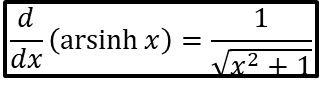 d/dx (arsinh x) = 1/√(x² + 1)